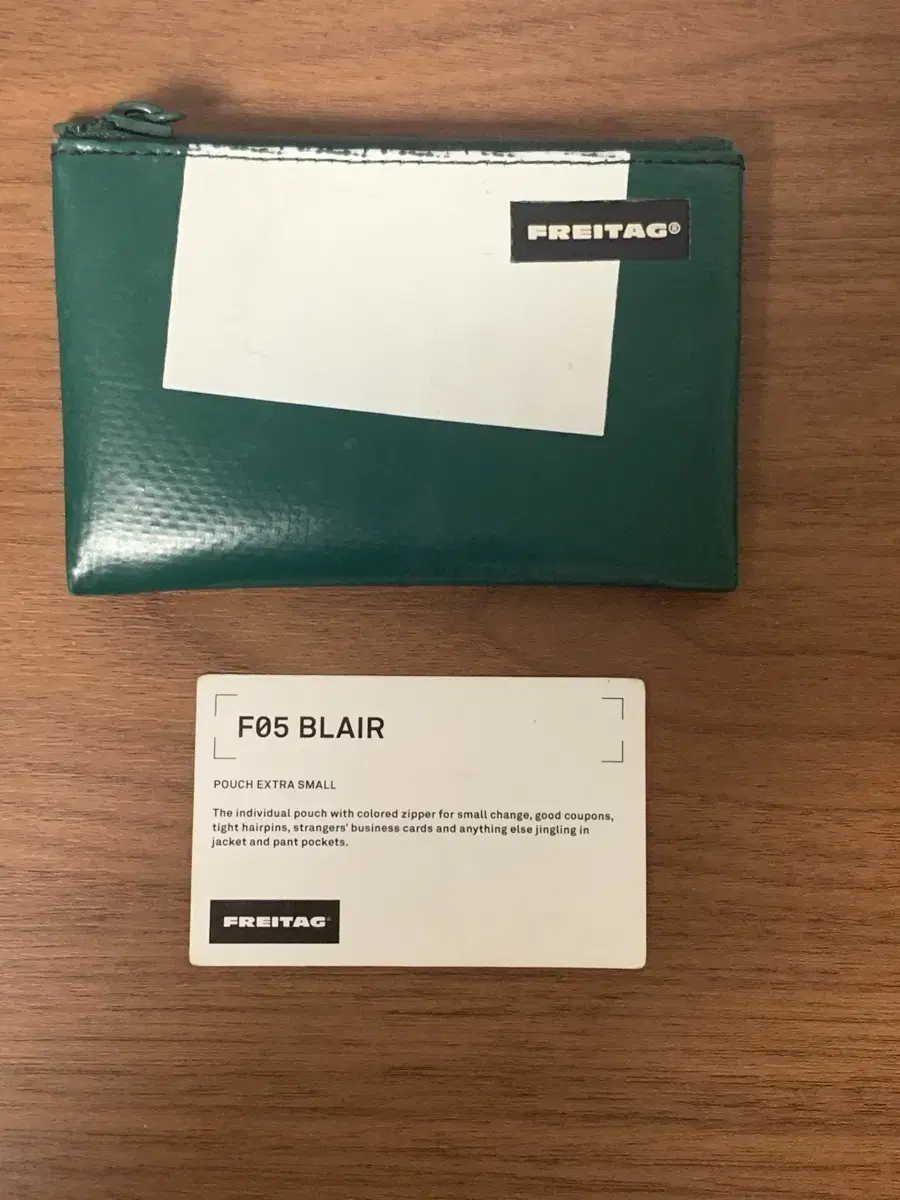 FREITAG®
F05 BLAIR
POUCH EXTRA SMALL
The individual pouch with colored zipper for small change, good coupons,
tight hairpins, strangers' business cards and anything else jingling in
jacket and pant pockets.
FREITAG®